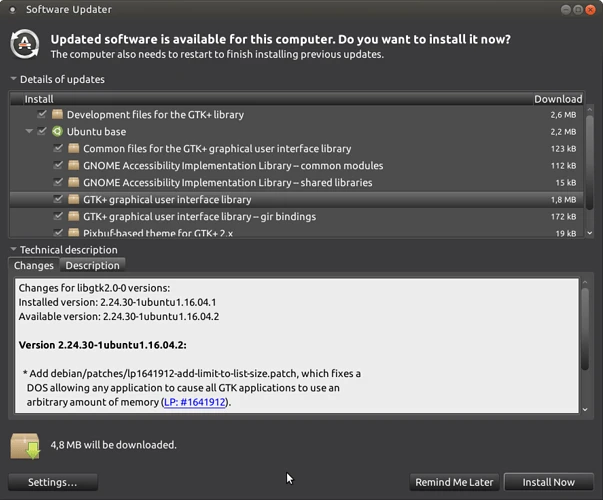 Software Updater
Updated software is available for this computer. Do you want to install it now?
The computer also needs to restart to finish installing previous updates.
Details of updates
Install Download
Development files for the GTK+ library 2,6 MB
Ubuntu base 2,2 MB
Common files for the GTK+ graphical user interface library 123 kB
GNOME Accessibility Implementation Library – common modules 112 kB
GNOME Accessibility Implementation Library – shared libraries 15 kB
GTK+ graphical user interface library 1,8 MB
GTK+ graphical user interface library – gir bindings 172 kB
Pixbuf-based theme for GTK+ 2.x 19 kB
Technical description
Changes Description
Changes for libgtk2.0-0 versions:
Installed version: 2.24.30-1ubuntu1.16.04.1
Available version: 2.24.30-1ubuntu1.16.04.2
Version 2.24.30-1ubuntu1.16.04.2:
* Add debian/patches/lp1641912-add-limit-to-list-size.patch, which fixes a
DOS allowing any application to cause all GTK applications to use an
arbitrary amount of memory (LP: #1641912).
4,8 MB will be downloaded.
Settings... Remind Me Later Install Now